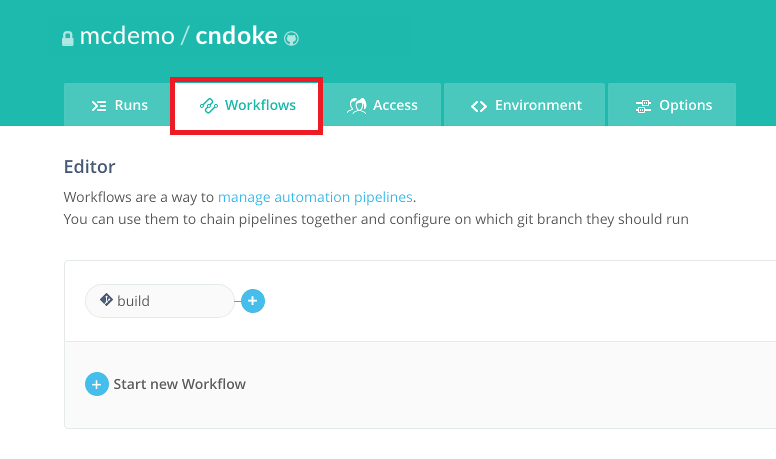 mcdemo / cndoke
Runs
Workflows
Access
Environment
Options
Editor
Workflows are a way to manage automation pipelines.
You can use them to chain pipelines together and configure on which git branch they should run
build
Start new Workflow